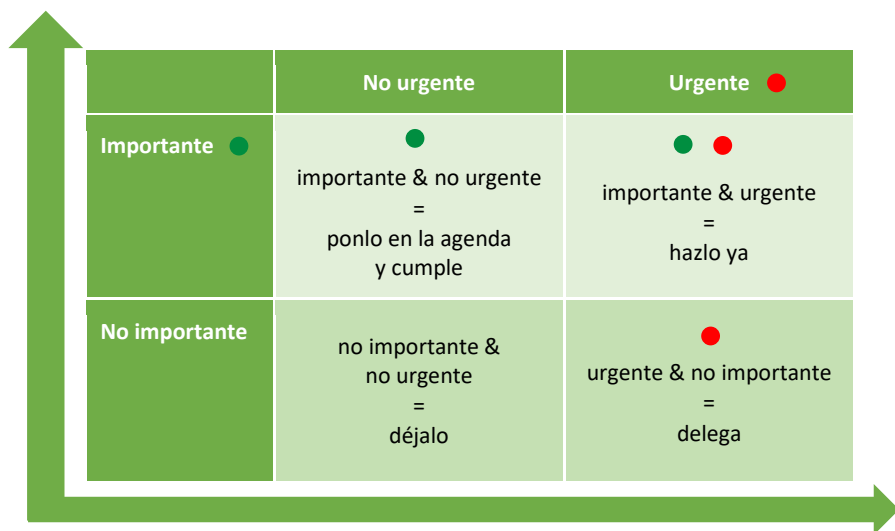 No urgente
Urgente
Importante
importante & no urgente
=
ponlo en la agenda
y cumple
importante & urgente
=
hazlo ya
No importante
no importante &
no urgente
=
déjalo
urgente & no importante
=
delega